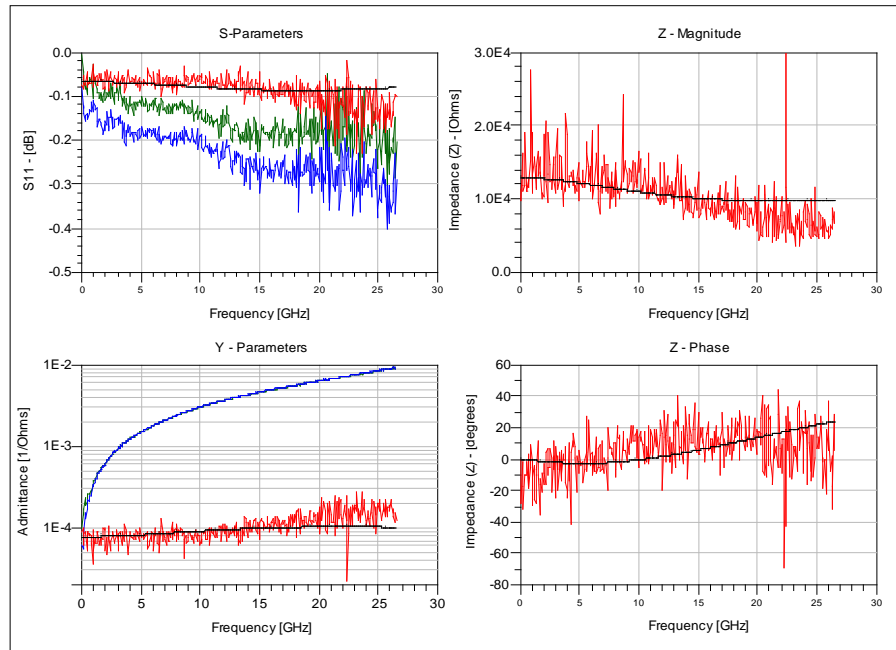 S-Parameters
0.0
-0.1
-0.2
-0.3
-0.4
-0.5
S11 - [dB]
0 5 10 15 20 25 30
Frequency [GHz]
Z - Magnitude
3.0E4
2.0E4
1.0E4
0.0
Impedance (Z) - [Ohms]
0 5 10 15 20 25 30
Frequency [GHz]
Y - Parameters
1E-2
1E-3
1E-4
Admittance [1/Ohms]
0 5 10 15 20 25 30
Frequency [GHz]
Z - Phase
60
40
20
0
-20
-40
-60
-80
Impedance (Z) - [degrees]
0 5 10 15 20 25 30
Frequency [GHz]